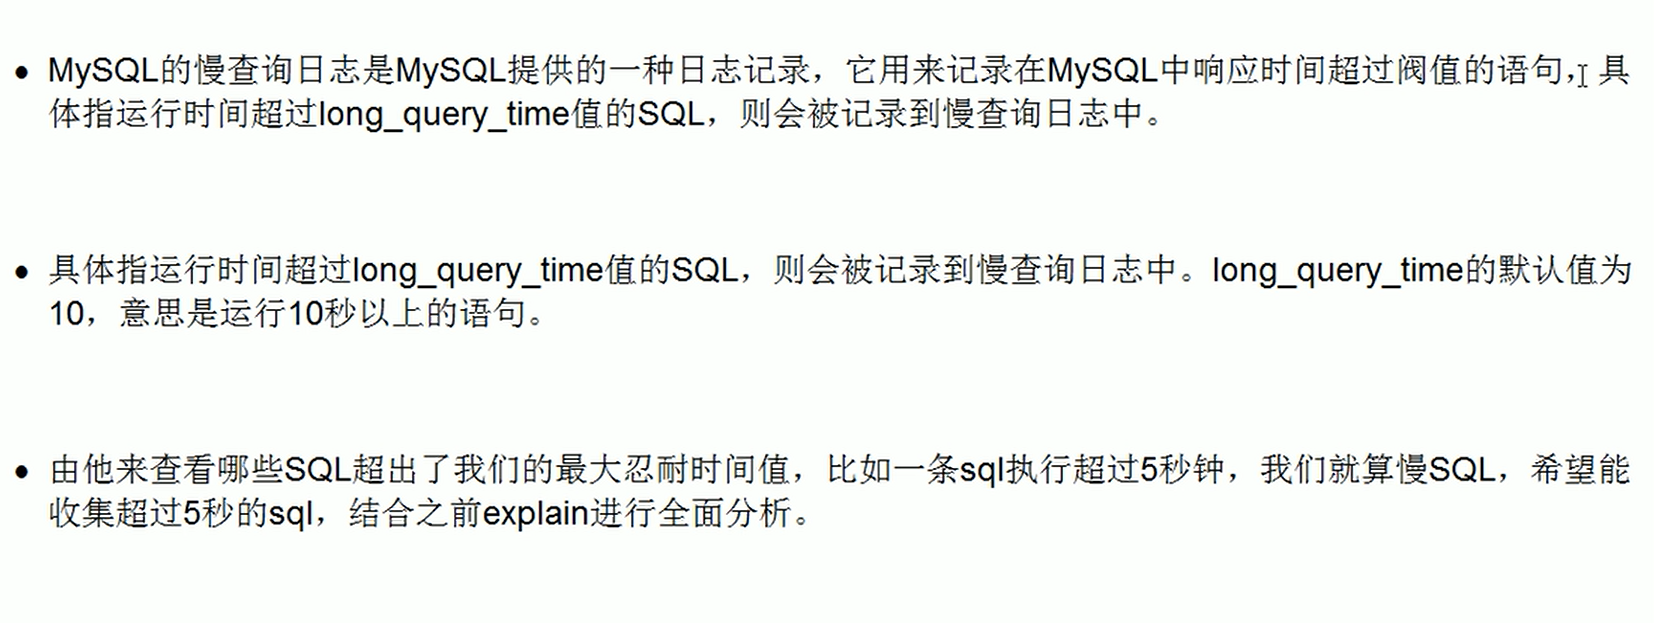 ● MySQL的慢查询日志是MySQL提供的一种日志记录，它用来记录在MySQL中响应时间超过阀值的语句，具
体指运行时间超过long_query_time值的SQL，则会被记录到慢查询日志中。
● 具体指运行时间超过long_query_time值的SQL，则会被记录到慢查询日志中。long_query_time的默认值为
10，意思是运行10秒以上的语句。
● 由他来查看哪些SQL超出了我们的最大忍耐时间值，比如一条sql执行超过5秒钟，我们就算慢SQL，希望能
收集超过5秒的sql，结合之前explain进行全面分析。